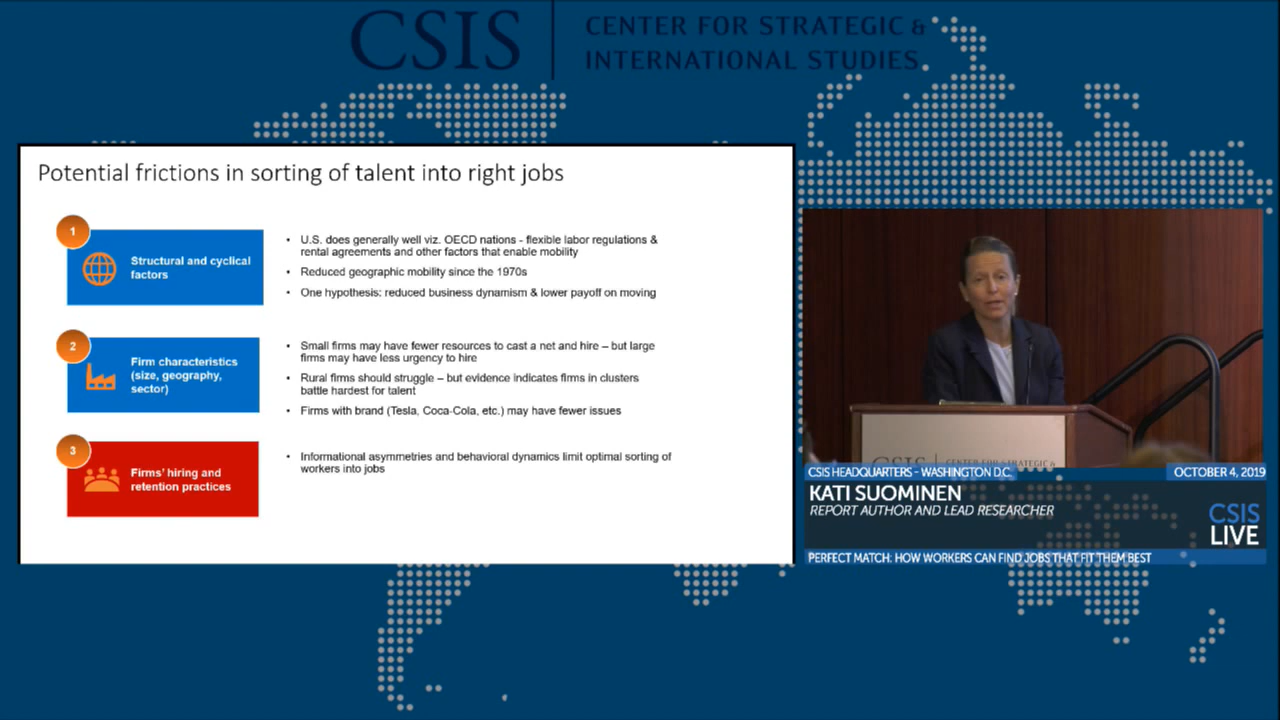 CSIS
CENTER FOR STRATEGIC &
INTERNATIONAL STUDIES
Potential frictions in sorting of talent into right jobs
1
Structural and cyclical
factors
• U.S. does generally well viz. OECD nations - flexible labor regulations &
rental agreements and other factors that enable mobility
• Reduced geographic mobility since the 1970s
• One hypothesis: reduced business dynamism & lower payoff on moving
2
Firm characteristics
(size, geography,
sector)
• Small firms may have fewer resources to cast a net and hire – but large
firms may have less urgency to hire
• Rural firms should struggle – but evidence indicates firms in clusters
battle hardest for talent
• Firms with brand (Tesla, Coca-Cola, etc.) may have fewer issues
3
Firms' hiring and
retention practices
• Informational asymmetries and behavioral dynamics limit optimal sorting of
workers into jobs
CSIS
CENTER FOR STRATEGIC &
CSIS HEADQUARTERS - WASHINGTON D.C.
OCTOBER 4, 2019
KATI SUOMINEN
REPORT AUTHOR AND LEAD RESEARCHER
CSIS
LIVE
PERFECT MATCH: HOW WORKERS CAN FIND JOBS THAT FIT THEM BEST